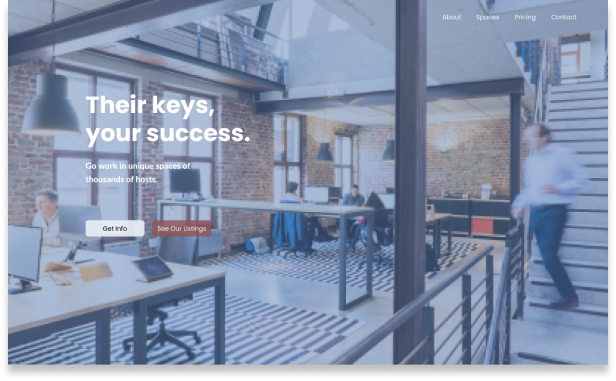 About Spaces Pricing Contact
Their keys,
your success.
Go work in unique spaces of
thousands of hosts.
Get Info See Our Listings